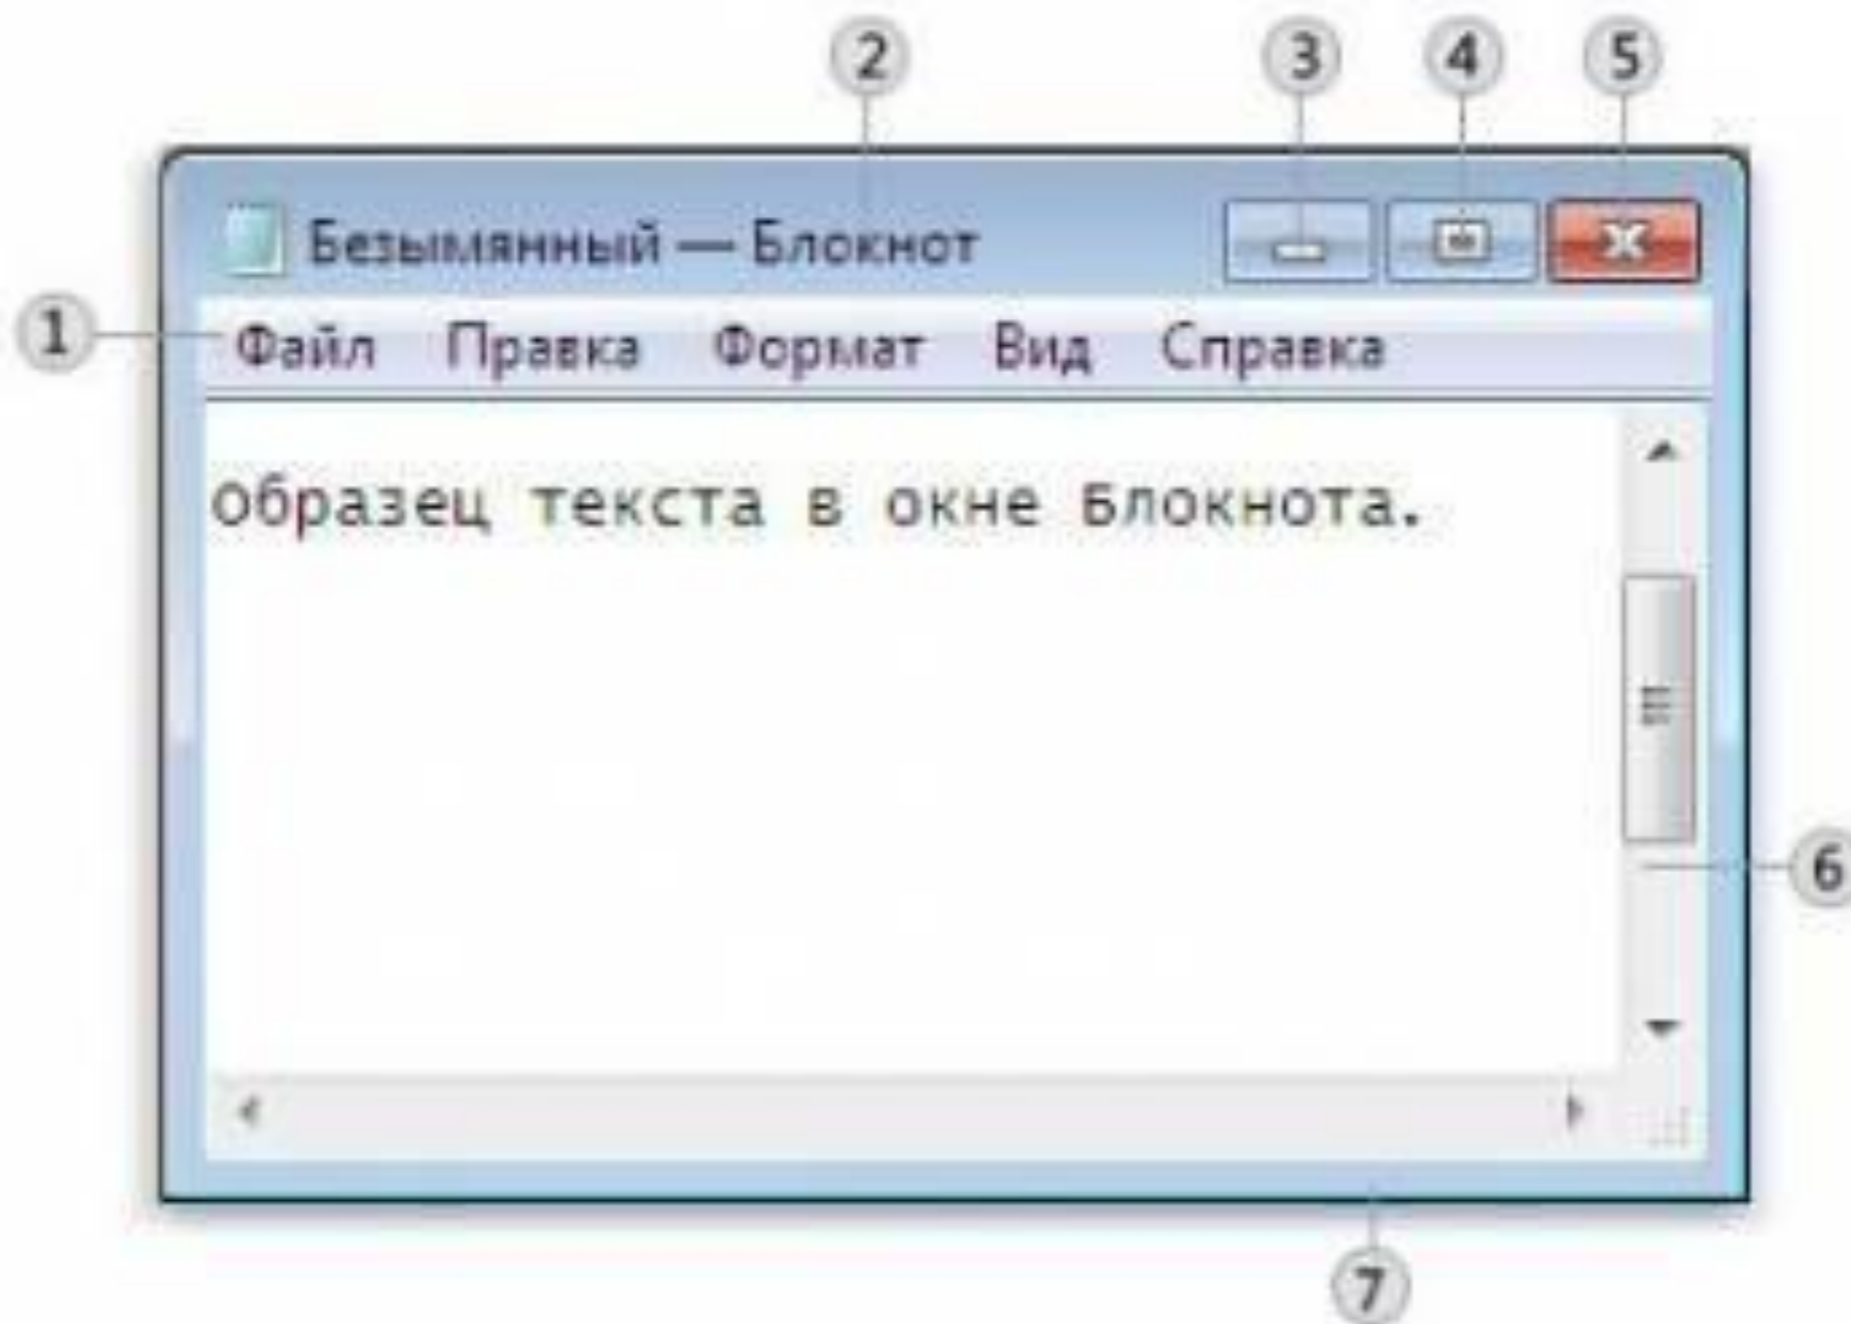 2 3 4 5
Безымянный — Блокнот
1
Файл Правка Формат Вид Справка
Образец текста в окне Блокнота.
6
7